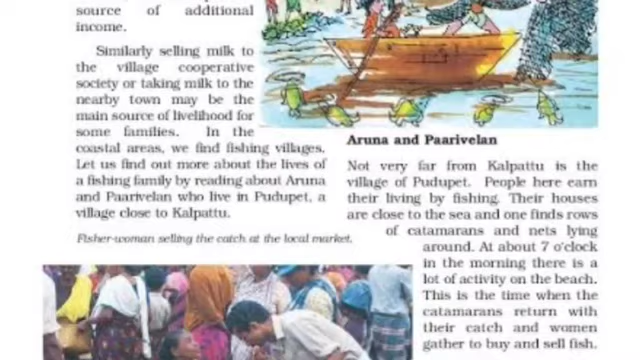 source of additional
income.
Similarly selling milk to
the village cooperative
society or taking milk to the
nearby town may be the
main source of livelihood for
some families. In the
coastal areas, we find fishing villages.
Let us find out more about the lives of
a fishing family by reading about Aruna
and Paarivelan who live in Pudupet, a
village close to Kalpattu.
Fisher-woman selling the catch at the local market.
Aruna and Paarivelan
Not very far from Kalpattu is the
village of Pudupet. People here earn
their living by fishing. Their houses
are close to the sea and one finds rows
of catamarans and nets lying
around. At about 7 o'clock
in the morning there is a
lot of activity on the beach.
This is the time when the
catamarans return with
their catch and women
gather to buy and sell fish.